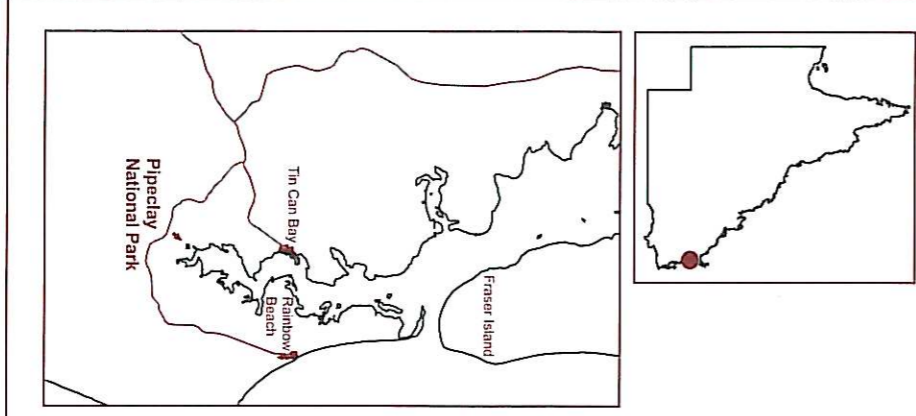 Fraser Island
Tin Can Bay
Rainbow
Beach
Pipeclay
National Park